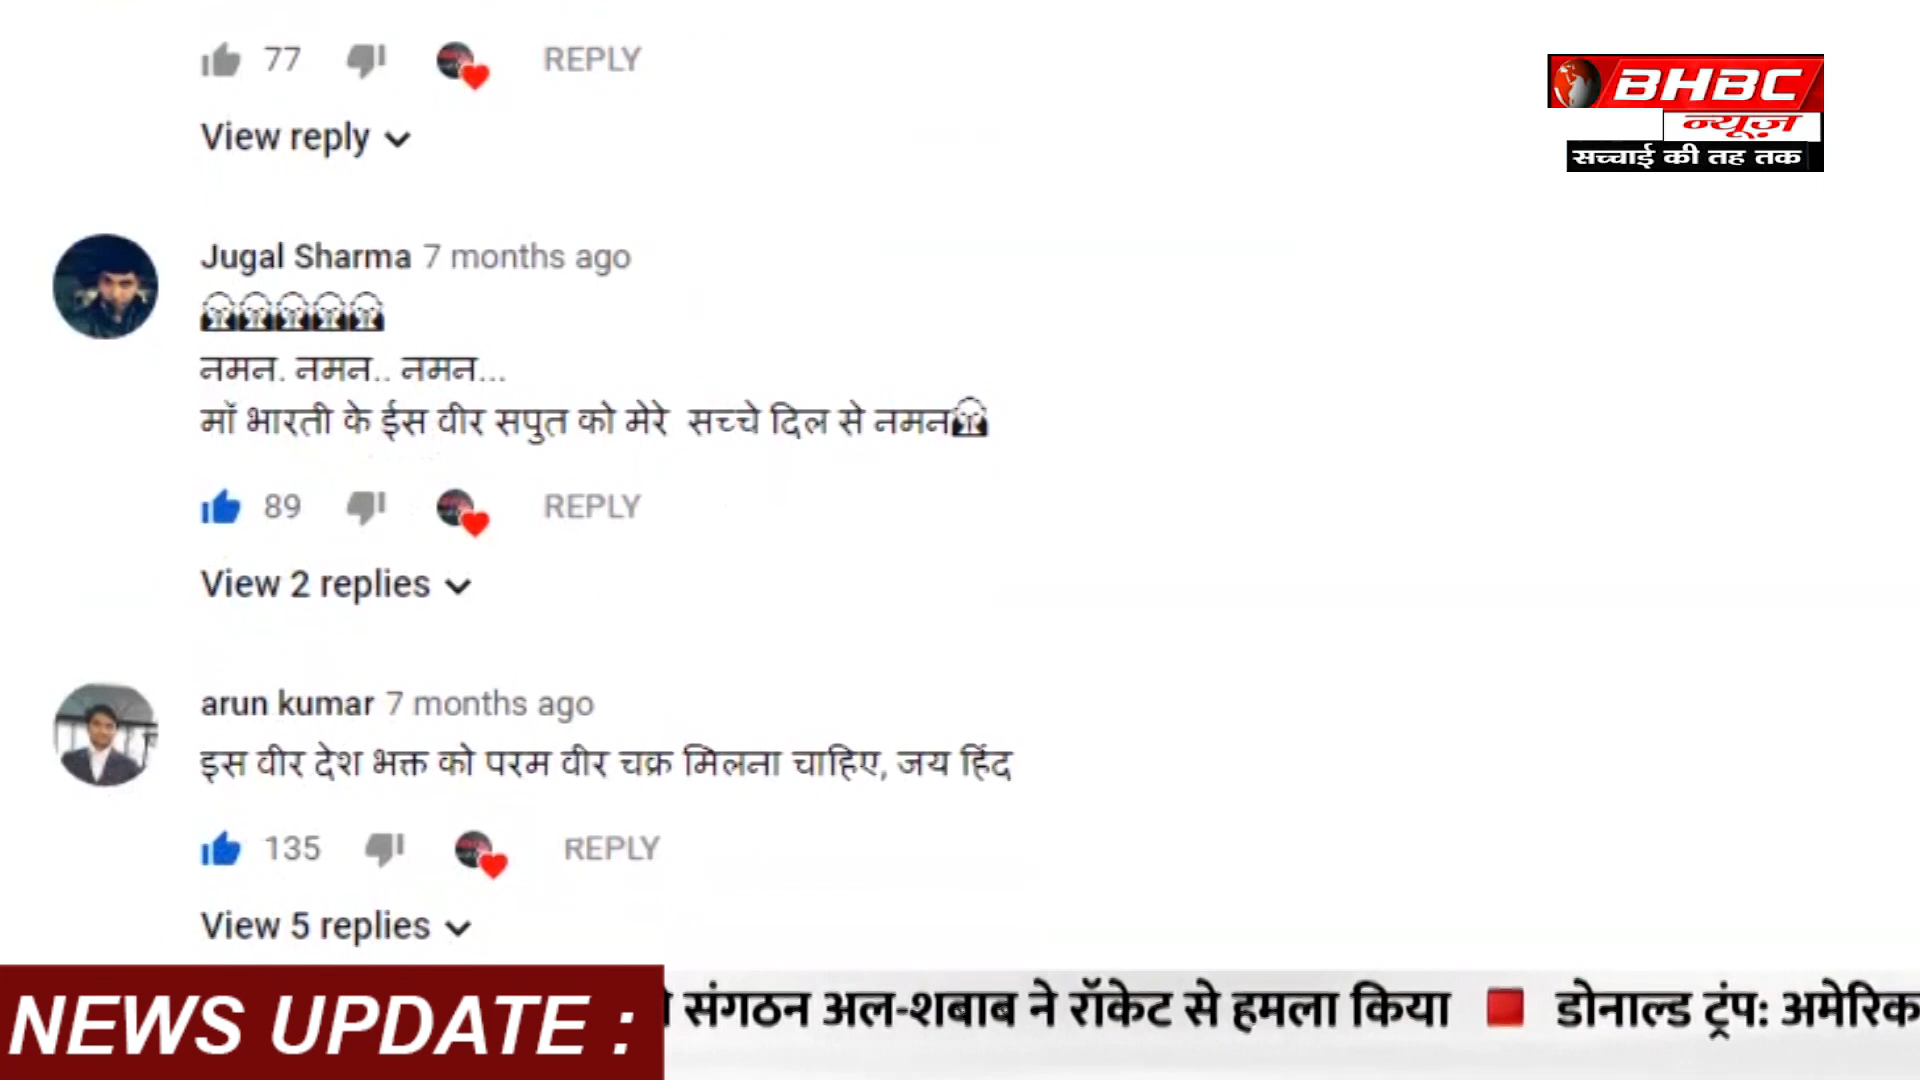 77 REPLY
View reply
BHBC
न्यूज़
सच्चाई की तह तक
Jugal Sharma 7 months ago
नमन. नमन.. नमन...
मॉ भारती के ईस वीर सपुत को मेरे सच्चे दिल से नमन
89 REPLY
View 2 replies
arun kumar 7 months ago
इस वीर देश भक्त को परम वीर चक्र मिलना चाहिए, जय हिंद
135 REPLY
View 5 replies
NEWS UPDATE : संगठन अल-शबाब ने रॉकेट से हमला किया डोनाल्ड ट्रंप: अमेरिक